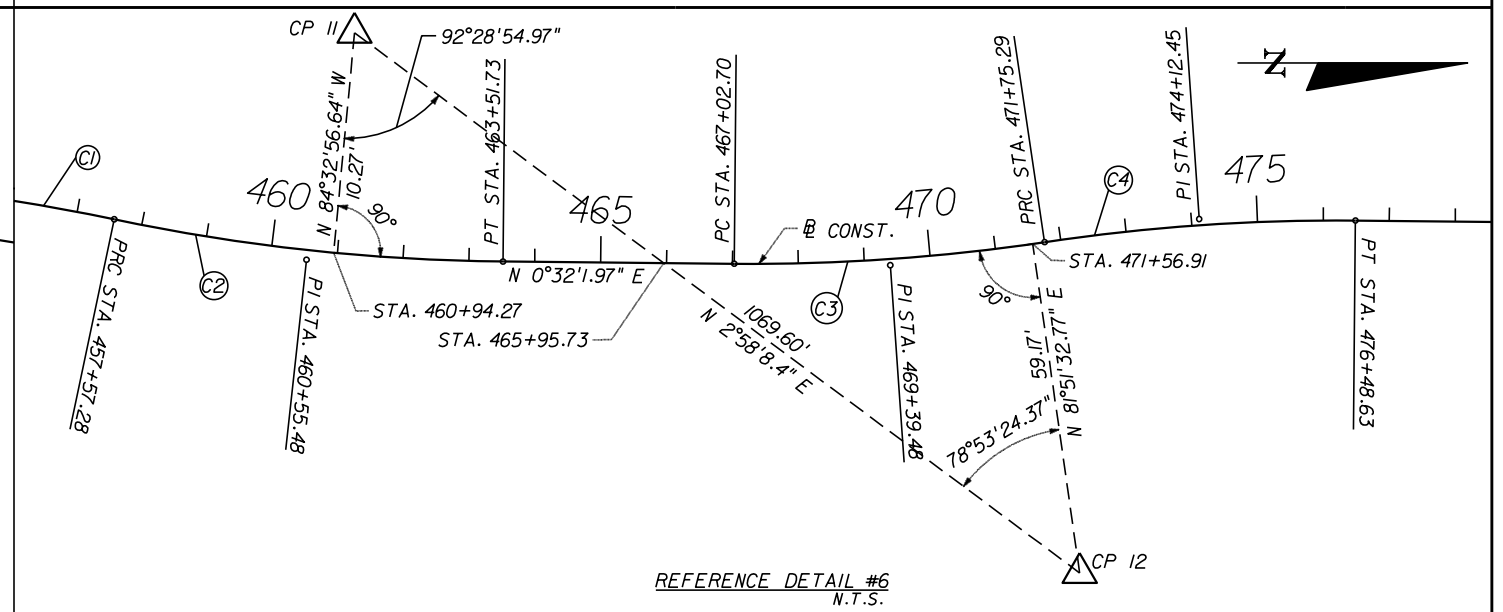 CP 11
92°28'54.97"
N 84°32'56.64" W
10.27'
90°
PT STA. 463+51.73
PC STA. 467+02.70
PRC STA. 471+75.29
PI STA. 474+12.45
N
C1
460
465
470
475
C4
℄ CONST.
N 0°32'1.97" E
STA. 471+56.91
C2
C3
90°
PRC STA. 457+57.28
PI STA. 460+55.48
STA. 460+94.27
STA. 465+95.73
1069.60'
N 2°58'8.4" E
PI STA. 469+39.48
59.17'
N 81°51'32.77" E
78°53'24.37"
PT STA. 476+48.63
CP 12
REFERENCE DETAIL #6
N.T.S.